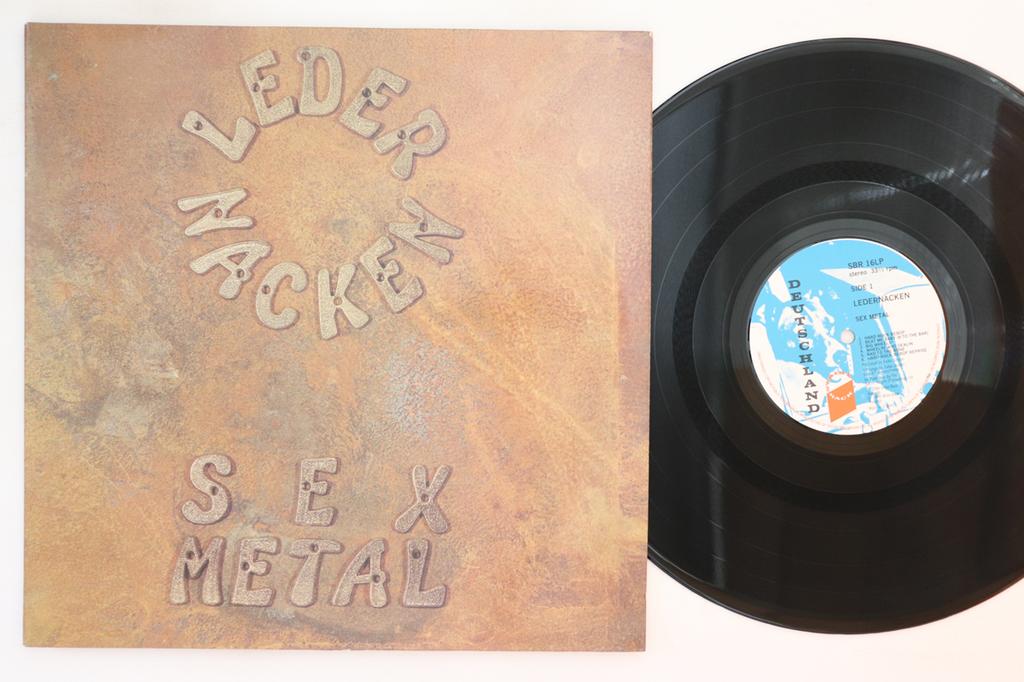 LEDER
NACKEN
SEX
METAL
DEUTSCHLAND
SBR 16LP
stereo 33⅓ rpm
SIDE 1
LEDERNACKEN
SEX METAL